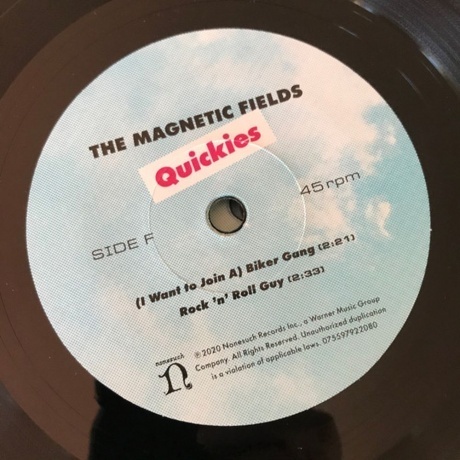 THE MAGNETIC FIELDS
Quickies
SIDE F
45 rpm
(I Want to Join A) Biker Gang (2:21)
Rock 'n' Roll Guy (2:33)
nonesuch
℗ 2020 Nonesuch Records Inc., a Warner Music Group
Company. All Rights Reserved. Unauthorized duplication
is a violation of applicable laws. 075597922080